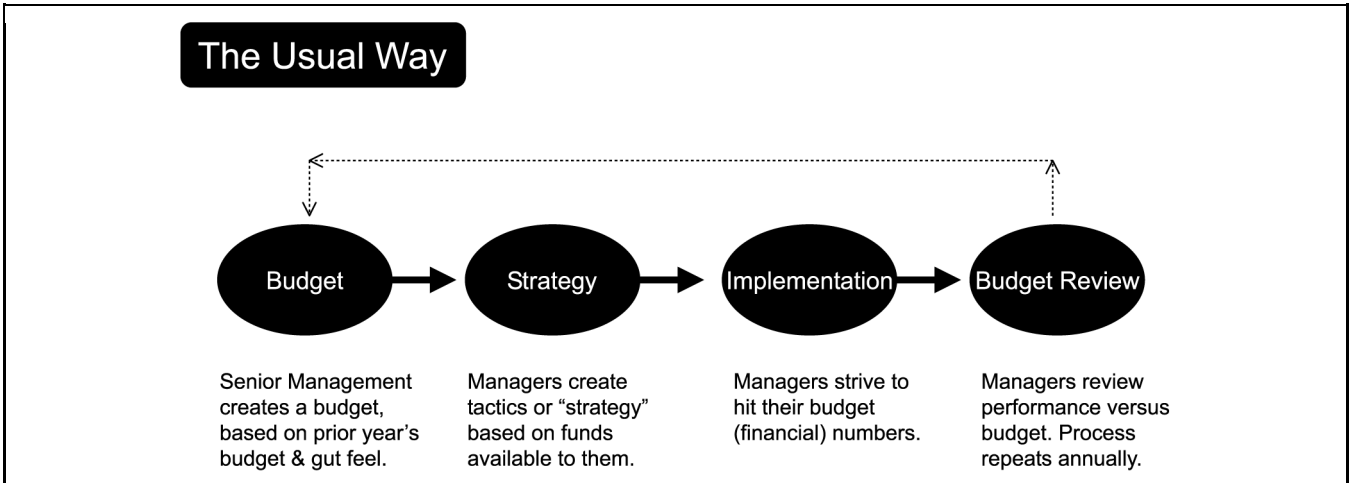 The Usual Way
Budget
Strategy
Implementation
Budget Review
Senior Management
creates a budget,
based on prior year’s
budget & gut feel.
Managers create
tactics or “strategy”
based on funds
available to them.
Managers strive to
hit their budget
(financial) numbers.
Managers review
performance versus
budget. Process
repeats annually.